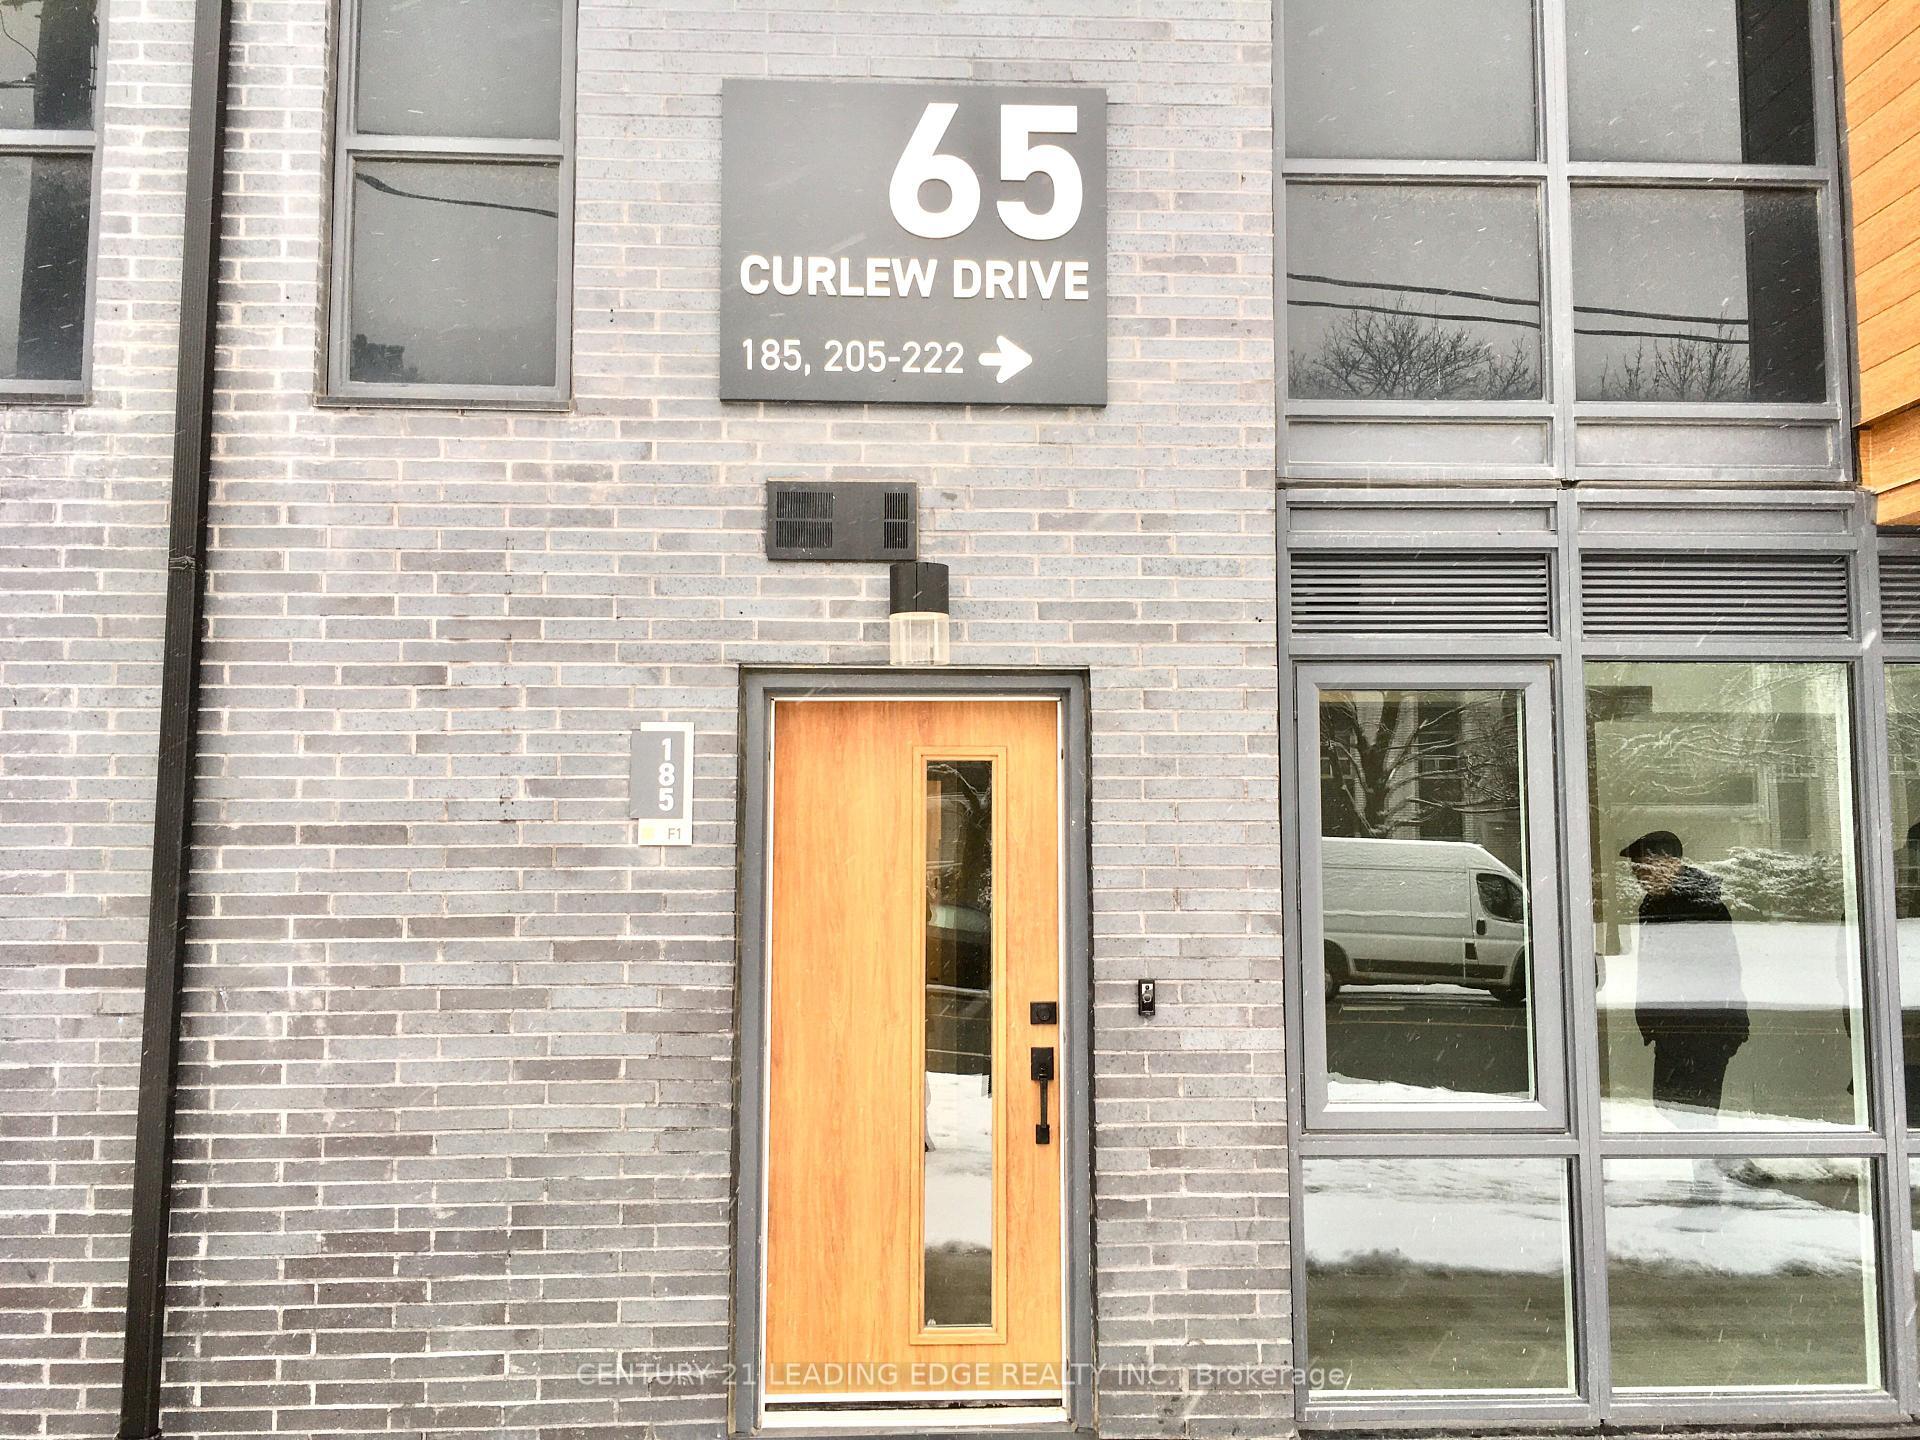 65
CURLEW DRIVE
185, 205-222 →
185
F1
CENTURY 21 LEADING EDGE REALTY INC., Brokerage